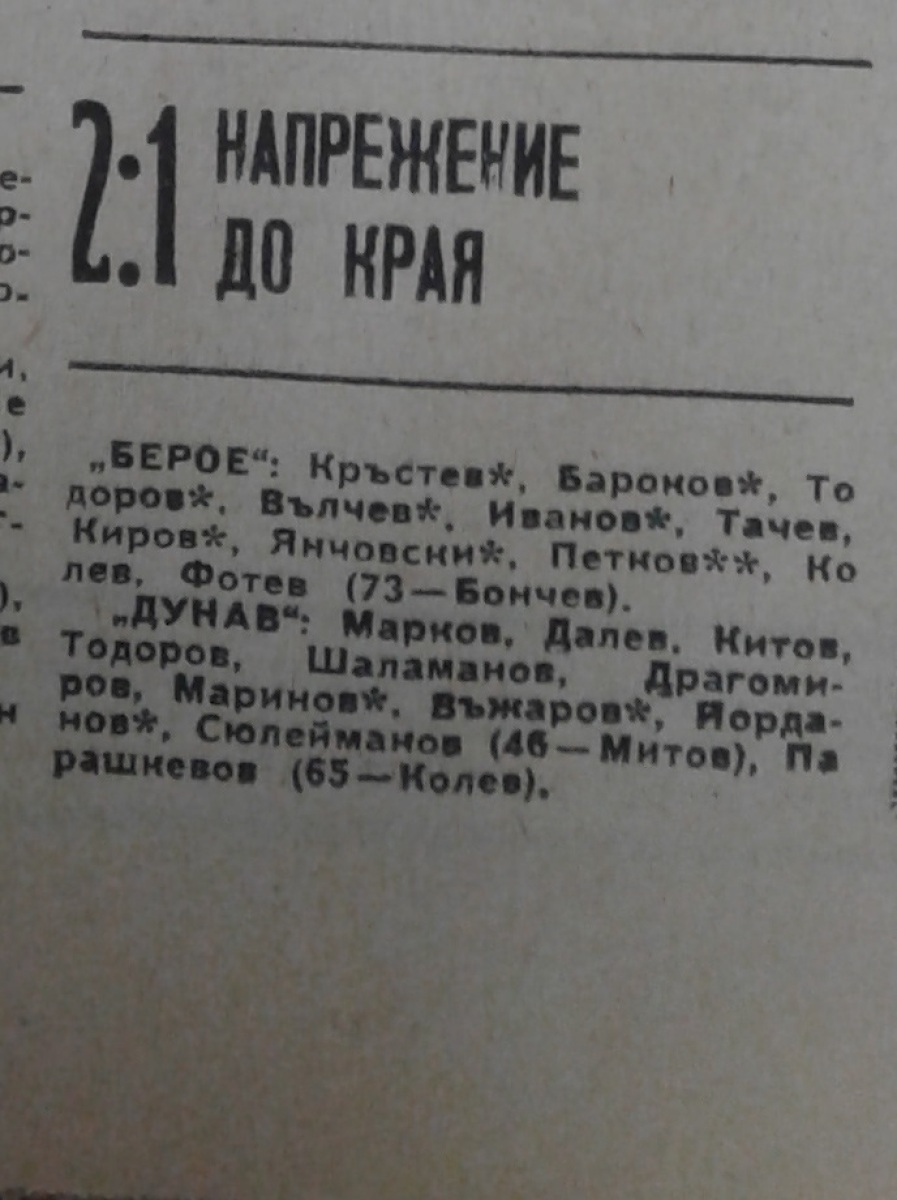 2:1 НАПРЕЖЕНИЕ
ДО КРАЯ
„БЕРОЕ“: Кръстев*, Баронов*, То
доров*, Вълчев*, Иванов*, Тачев,
Киров*, Янчовски*, Петков**, Ко
лев, Фотев (73—Бончев).
„ДУНАВ“: Марков, Далев, Китов,
Тодоров, Шаламанов, Драгоми-
ров, Маринов*, Въжаров*, Йорда-
нов*, Сюлейманов (46—Митов), Па
рашкевов (65—Колев).